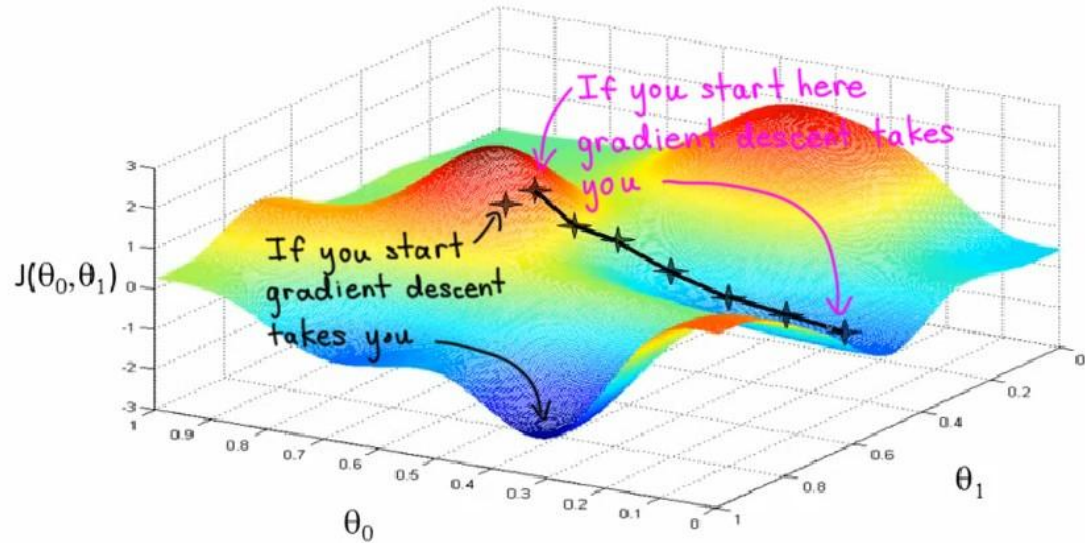 If you start here
gradient descent takes
you
If you start
gradient descent
takes you
J(θ₀,θ₁)
3
2
1
0
-1
-2
-3
1
0.9
0.8
0.7
0.6
0.5
0.4
0.3
0.2
0.1
0
θ₀
1
0.8
0.6
0.4
0.2
0
θ₁